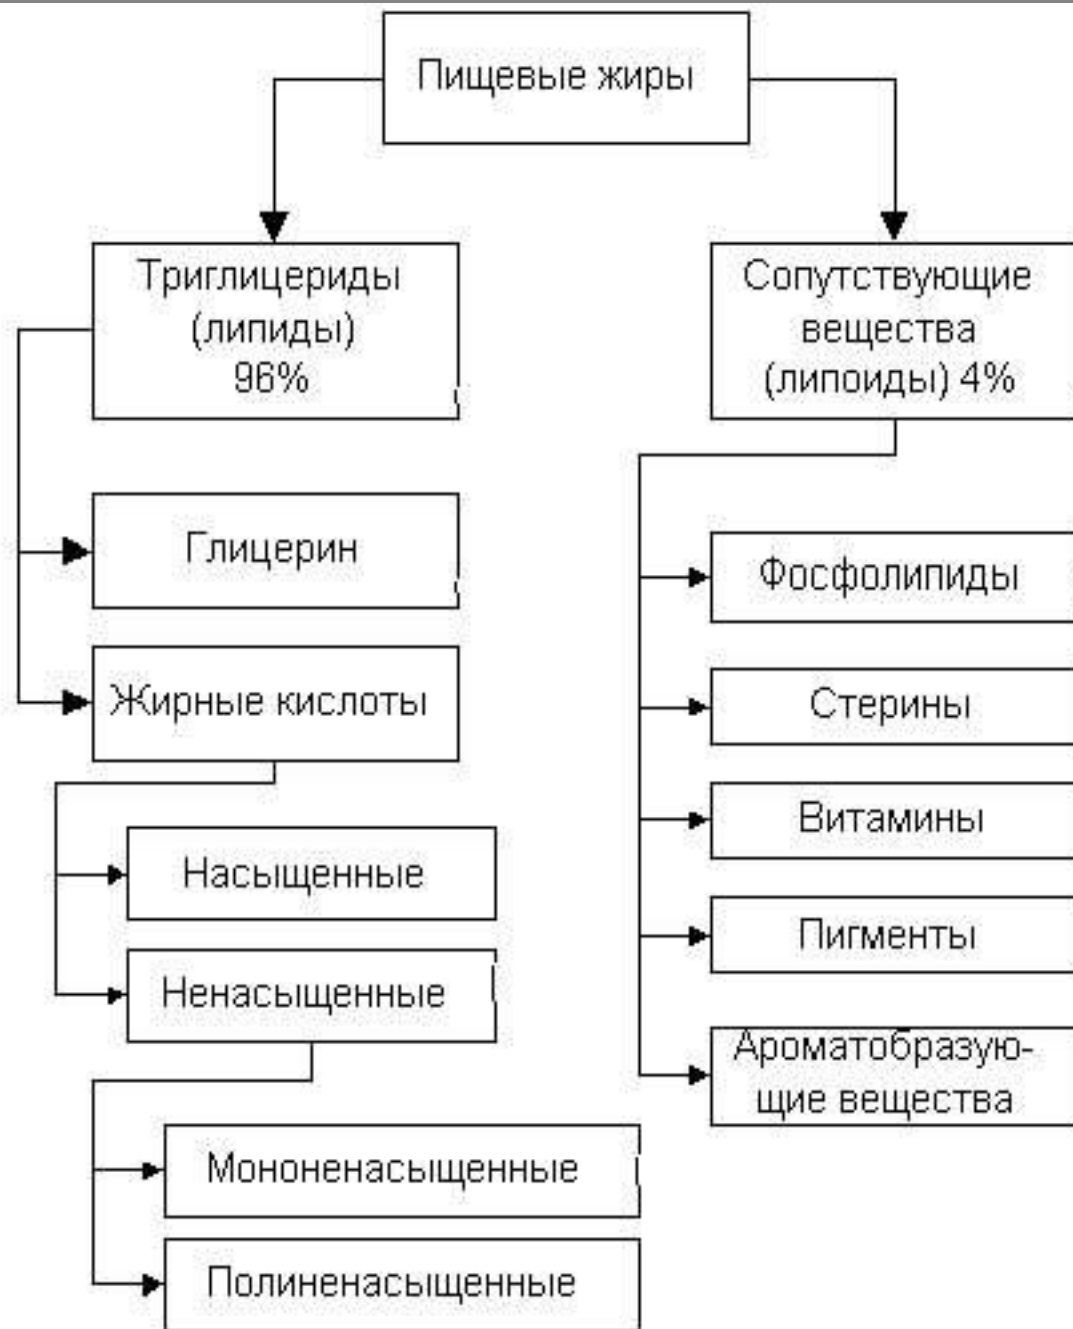 Пищевые жиры
Триглицериды
(липиды)
96%
Глицерин
Жирные кислоты
Насыщенные
Ненасыщенные
Мононенасыщенные
Полиненасыщенные
Сопутствующие
вещества
(липоиды) 4%
Фосфолипиды
Стерины
Витамины
Пигменты
Ароматобразую-
щие вещества